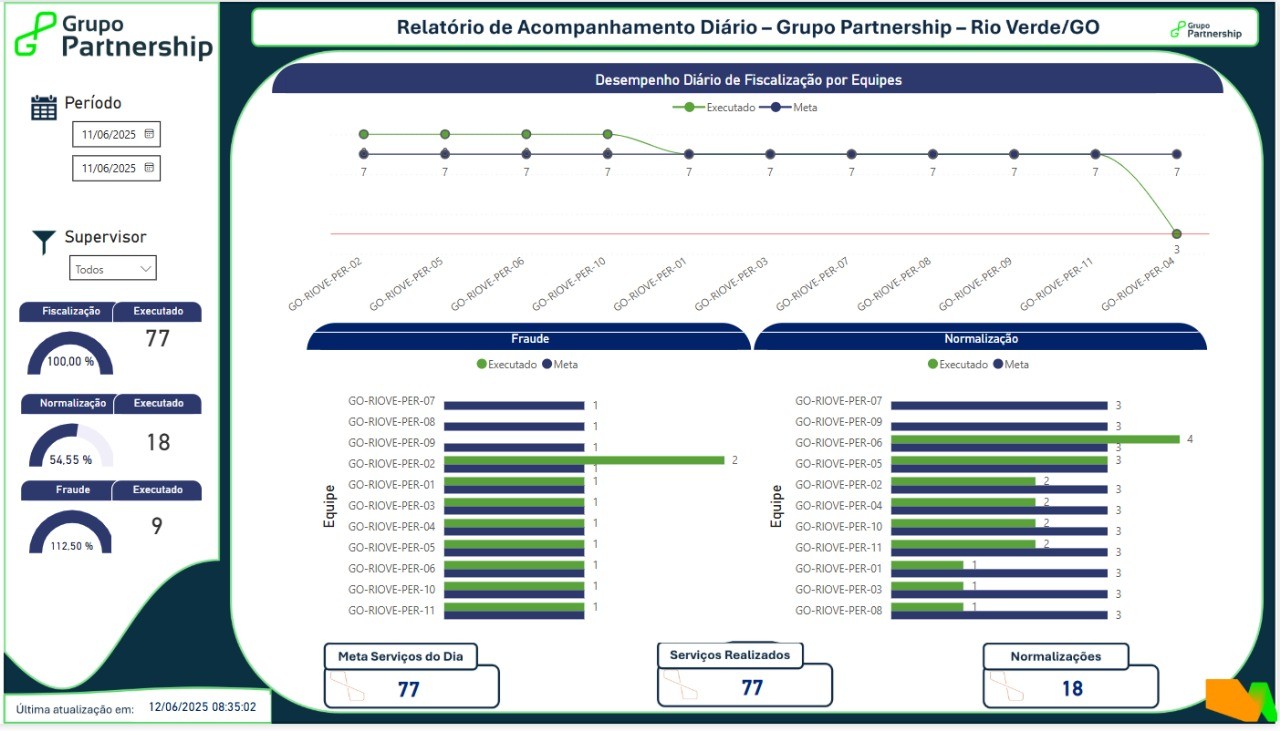 Grupo
Partnership
Relatório de Acompanhamento Diário – Grupo Partnership – Rio Verde/GO
Grupo
Partnership
Período
11/06/2025
11/06/2025
Supervisor
Todos
Fiscalização Executado
77
100,00 %
Normalização Executado
18
54,55 %
Fraude Executado
9
112,50 %
Última atualização em: 12/06/2025 08:35:02
Desempenho Diário de Fiscalização por Equipes
Executado Meta
7 7 7 7 7 7 7 7 7 7 7
3
GO-RIOVE-PER-02 GO-RIOVE-PER-05 GO-RIOVE-PER-06 GO-RIOVE-PER-10 GO-RIOVE-PER-01 GO-RIOVE-PER-03 GO-RIOVE-PER-07 GO-RIOVE-PER-08 GO-RIOVE-PER-09 GO-RIOVE-PER-11 GO-RIOVE-PER-04
Fraude
Executado Meta
Equipe
GO-RIOVE-PER-07 1
GO-RIOVE-PER-08 1
GO-RIOVE-PER-09 1
GO-RIOVE-PER-02 2
1
GO-RIOVE-PER-01 1
GO-RIOVE-PER-03 1
GO-RIOVE-PER-04 1
GO-RIOVE-PER-05 1
GO-RIOVE-PER-06 1
GO-RIOVE-PER-10 1
GO-RIOVE-PER-11 1
Normalização
Executado Meta
Equipe
GO-RIOVE-PER-07 3
GO-RIOVE-PER-09 3
GO-RIOVE-PER-06 4
3
GO-RIOVE-PER-05 3
GO-RIOVE-PER-02 2
3
GO-RIOVE-PER-04 2
3
GO-RIOVE-PER-10 2
3
GO-RIOVE-PER-11 2
3
GO-RIOVE-PER-01 1
3
GO-RIOVE-PER-03 1
3
GO-RIOVE-PER-08 1
3
Meta Serviços do Dia
77
Serviços Realizados
77
Normalizações
18